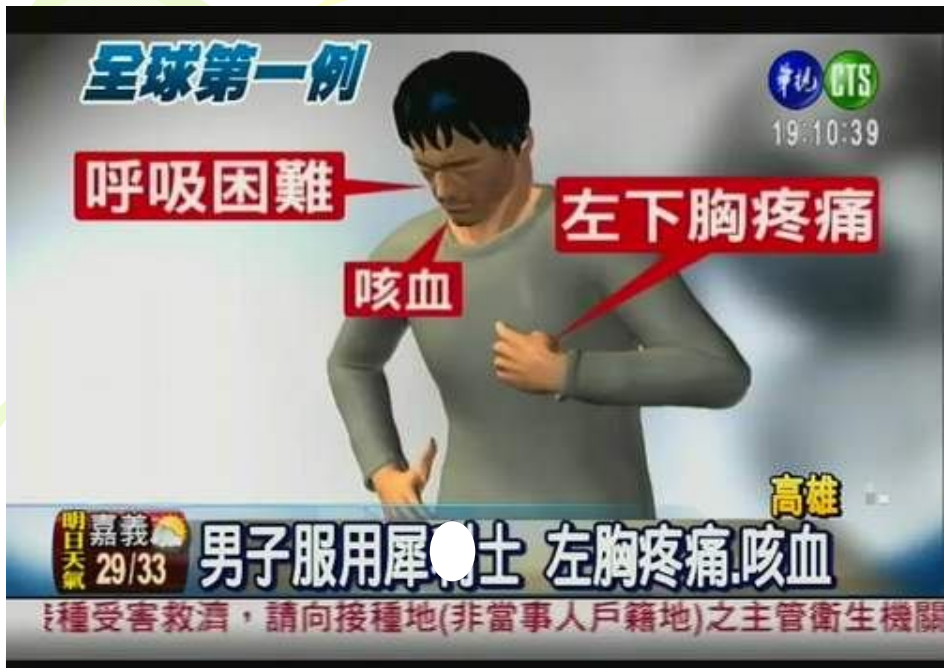 全球第一例
華視 CTS
19:10:39
呼吸困難
左下胸疼痛
咳血
高雄
明日天氣
嘉義
29/33
男子服用犀 士 左胸疼痛.咳血
種受害救濟,請向接種地(非當事人戶籍地)之主管衛生機關